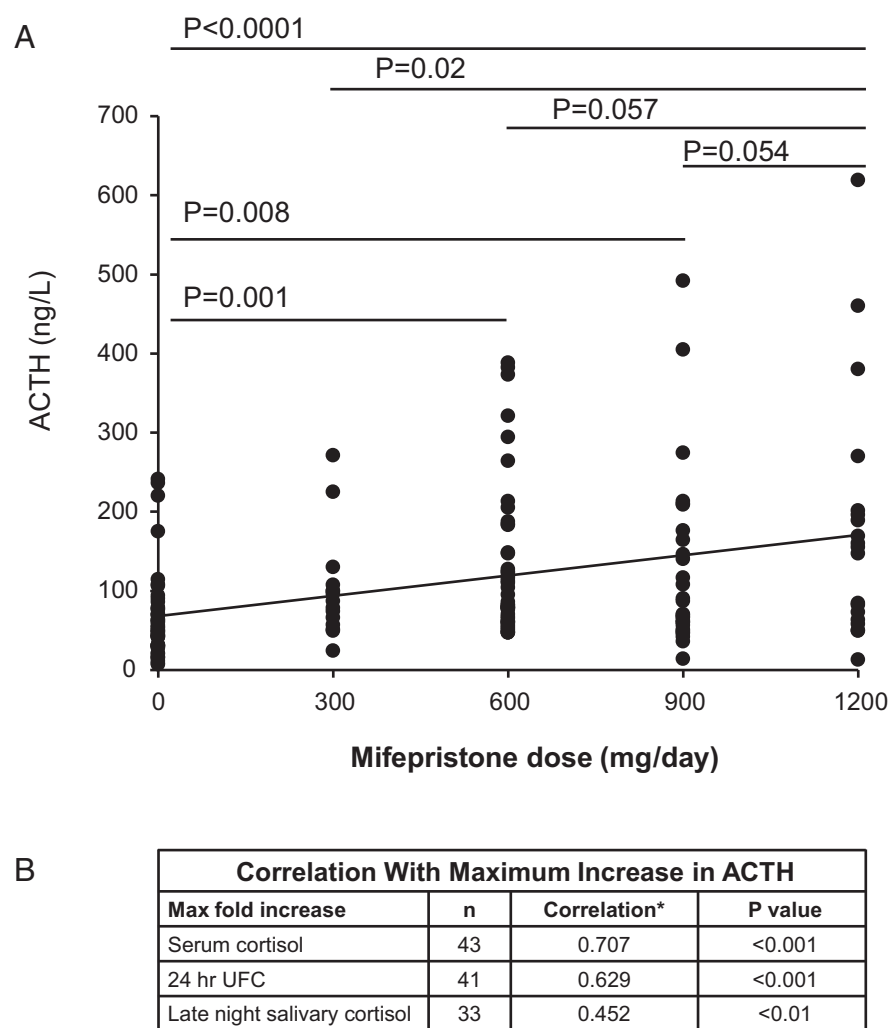 A
P<0.0001
P=0.02
P=0.057
P=0.054
P=0.008
P=0.001
ACTH (ng/L)
700
600
500
400
300
200
100
0
0 300 600 900 1200
Mifepristone dose (mg/day)
B
Correlation With Maximum Increase in ACTH
Max fold increase n Correlation* P value
Serum cortisol 43 0.707 <0.001
24 hr UFC 41 0.629 <0.001
Late night salivary cortisol 33 0.452 <0.01